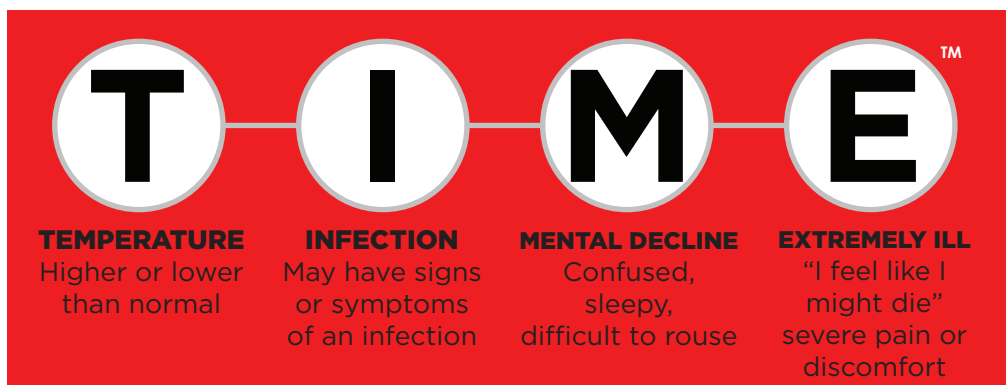 T I M E ™
TEMPERATURE
Higher or lower
than normal
INFECTION
May have signs
or symptoms
of an infection
MENTAL DECLINE
Confused,
sleepy,
difficult to rouse
EXTREMELY ILL
“I feel like I
might die”
severe pain or
discomfort